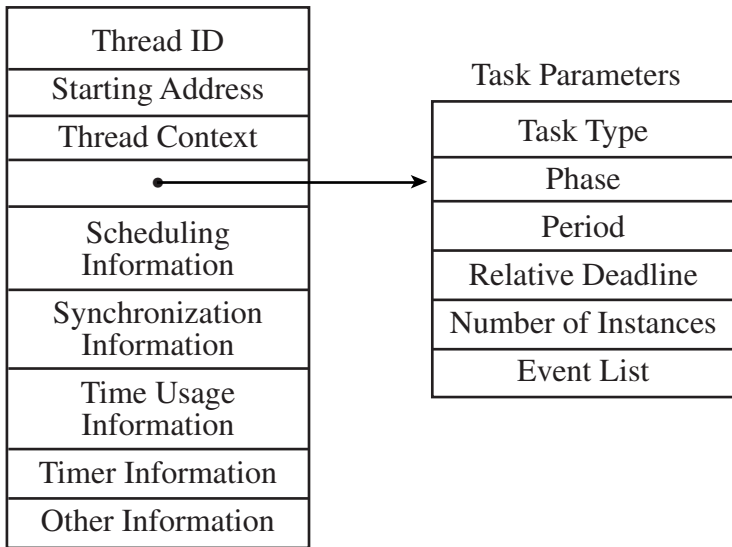 Thread ID
Starting Address
Thread Context
Scheduling
Information
Synchronization
Information
Time Usage
Information
Timer Information
Other Information
Task Parameters
Task Type
Phase
Period
Relative Deadline
Number of Instances
Event List